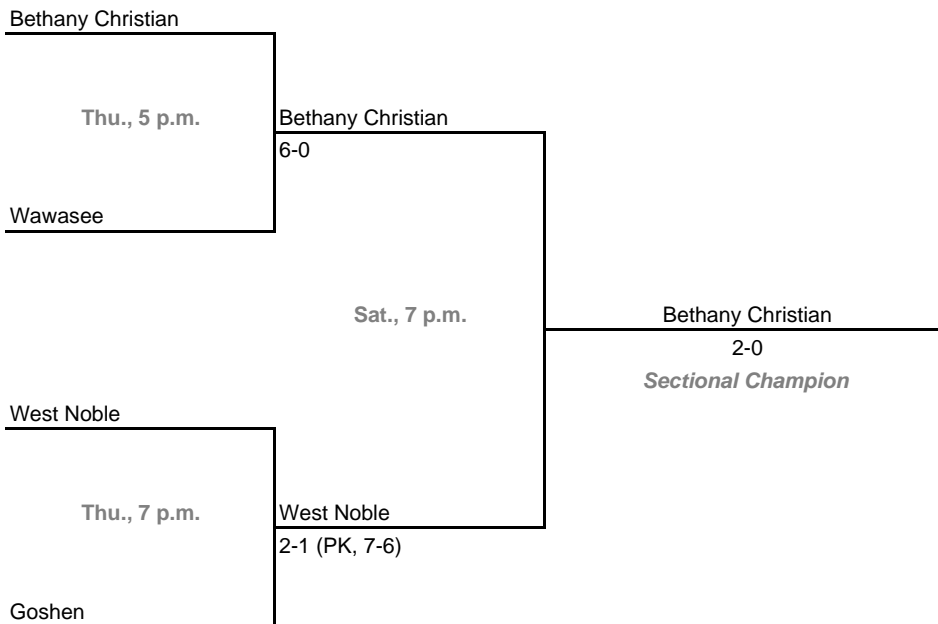 Bethany Christian
Thu., 5 p.m.
Bethany Christian
6-0
Wawasee
Sat., 7 p.m.
Bethany Christian
2-0
Sectional Champion
West Noble
Thu., 7 p.m.
West Noble
2-1 (PK, 7-6)
Goshen